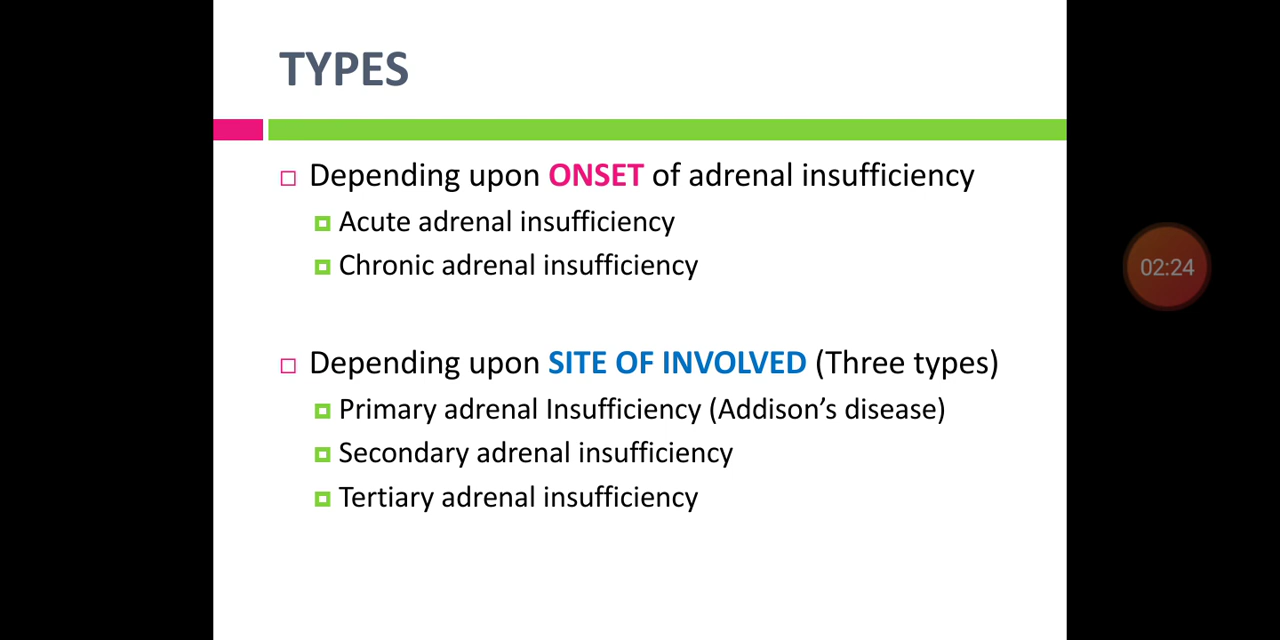 TYPES
Depending upon ONSET of adrenal insufficiency
Acute adrenal insufficiency
Chronic adrenal insufficiency
02:24
Depending upon SITE OF INVOLVED (Three types)
Primary adrenal Insufficiency (Addison’s disease)
Secondary adrenal insufficiency
Tertiary adrenal insufficiency